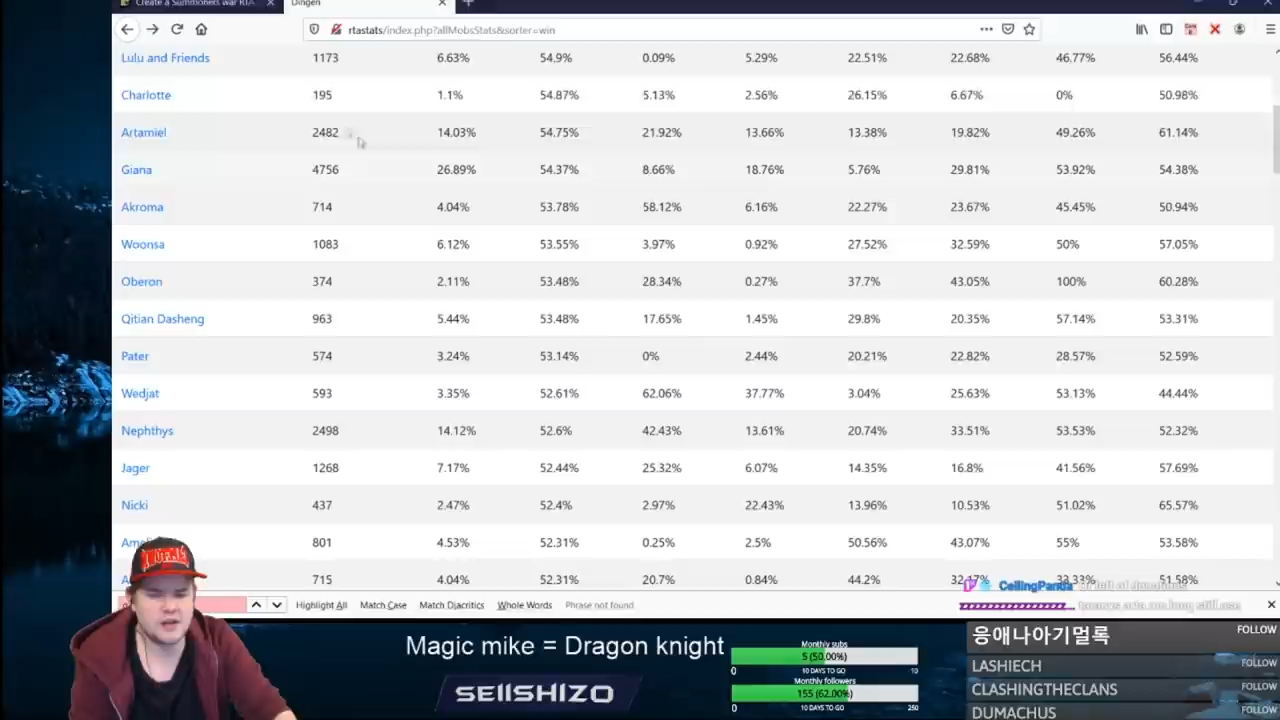 Create a Summoners war RTA
Dingen
rtastats/index.php?allMobsStats&sorter=win
Lulu and Friends 1173 6.63% 54.9% 0.09% 5.29% 22.51% 22.68% 46.77% 56.44%
Charlotte 195 1.1% 54.87% 5.13% 2.56% 26.15% 6.67% 0% 50.98%
Artamiel 2482 14.03% 54.75% 21.92% 13.66% 13.38% 19.82% 49.26% 61.14%
Giana 4756 26.89% 54.37% 8.66% 18.76% 5.76% 29.81% 53.92% 54.38%
Akroma 714 4.04% 53.78% 58.12% 6.16% 22.27% 23.67% 45.45% 50.94%
Woonsa 1083 6.12% 53.55% 3.97% 0.92% 27.52% 32.59% 50% 57.05%
Oberon 374 2.11% 53.48% 28.34% 0.27% 37.7% 43.05% 100% 60.28%
Qitian Dasheng 963 5.44% 53.48% 17.65% 1.45% 29.8% 20.35% 57.14% 53.31%
Pater 574 3.24% 53.14% 0% 2.44% 20.21% 22.82% 28.57% 52.59%
Wedjat 593 3.35% 52.61% 62.06% 37.77% 3.04% 25.63% 53.13% 44.44%
Nephthys 2498 14.12% 52.6% 42.43% 13.61% 20.74% 33.51% 53.53% 52.32%
Jager 1268 7.17% 52.44% 25.32% 6.07% 14.35% 16.8% 41.56% 57.69%
Nicki 437 2.47% 52.4% 2.97% 22.43% 13.96% 10.53% 51.02% 65.57%
801 4.53% 52.31% 0.25% 2.5% 50.56% 43.07% 55% 53.58%
715 4.04% 52.31% 20.7% 0.84% 44.2% 51.58%
CeilingPanda
Highlight All Match Case Match Diacritics Whole Words Phrase not found
Magic mike = Dragon knight
SELLSHIZO
Monthly subs
5 (50.00%)
0 10 DAYS TO GO 10
Monthly followers
155 (62.00%)
0 10 DAYS TO GO 250
응애나아기멀록 FOLLOW
LASHIECH FOLLOW
CLASHINGTHECLANS FOLLOW
DUMACHUS FOLLOW